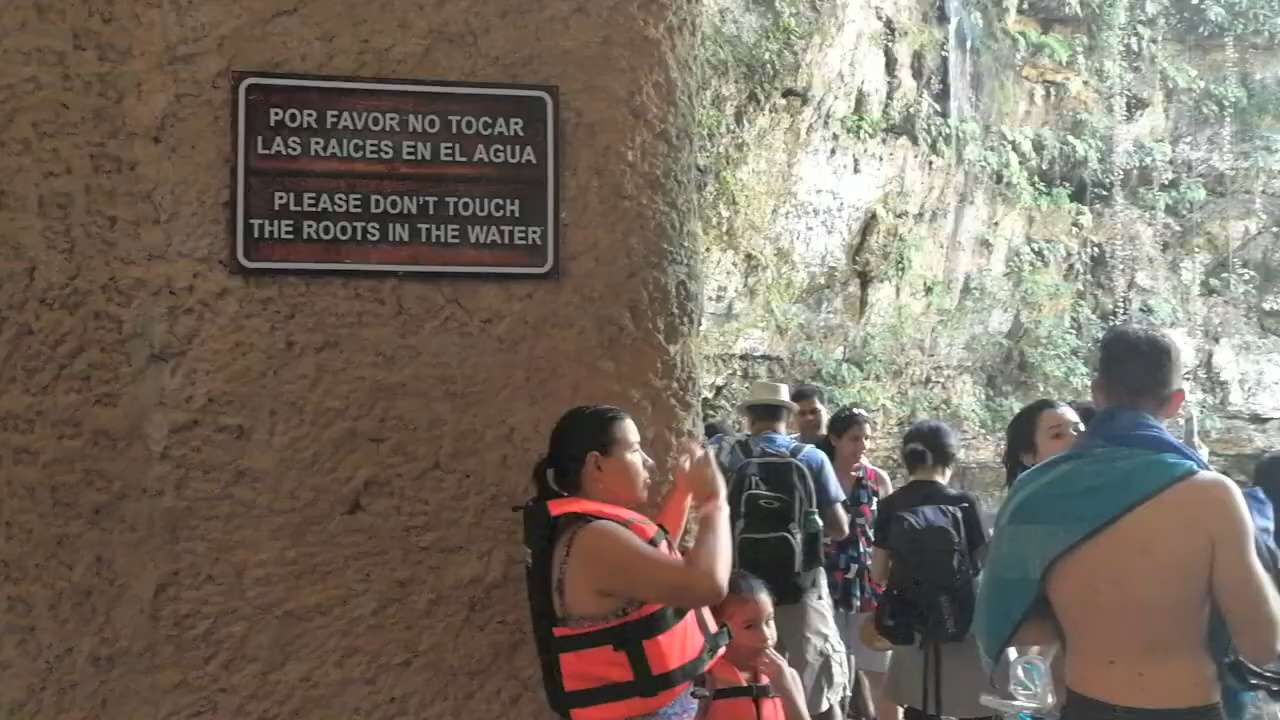 POR FAVOR NO TOCAR
LAS RAICES EN EL AGUA
PLEASE DON'T TOUCH
THE ROOTS IN THE WATER